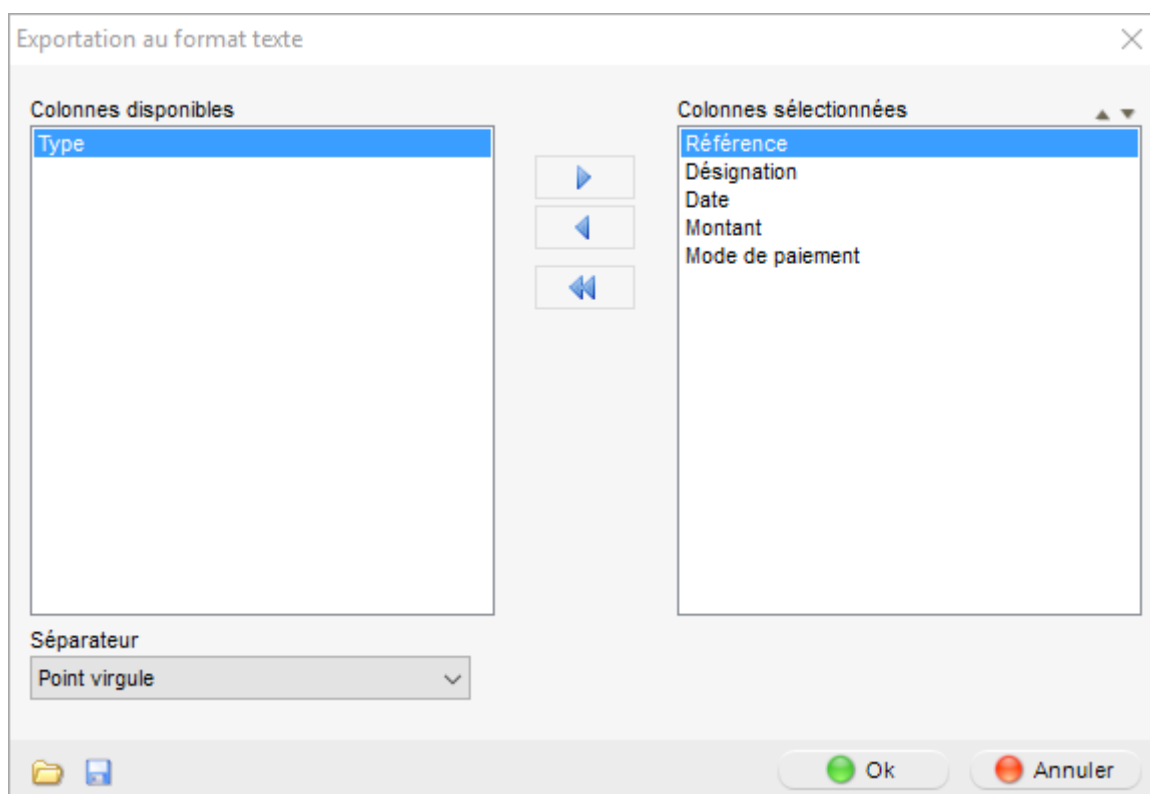 Exportation au format texte
Colonnes disponibles
Type
Colonnes sélectionnées
Référence
Désignation
Date
Montant
Mode de paiement
Séparateur
Point virgule
Ok
Annuler